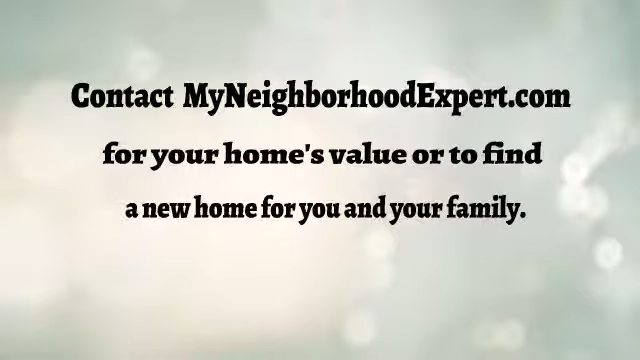 Contact MyNeighborhoodExpert.com
for your home's value or to find
a new home for you and your family.